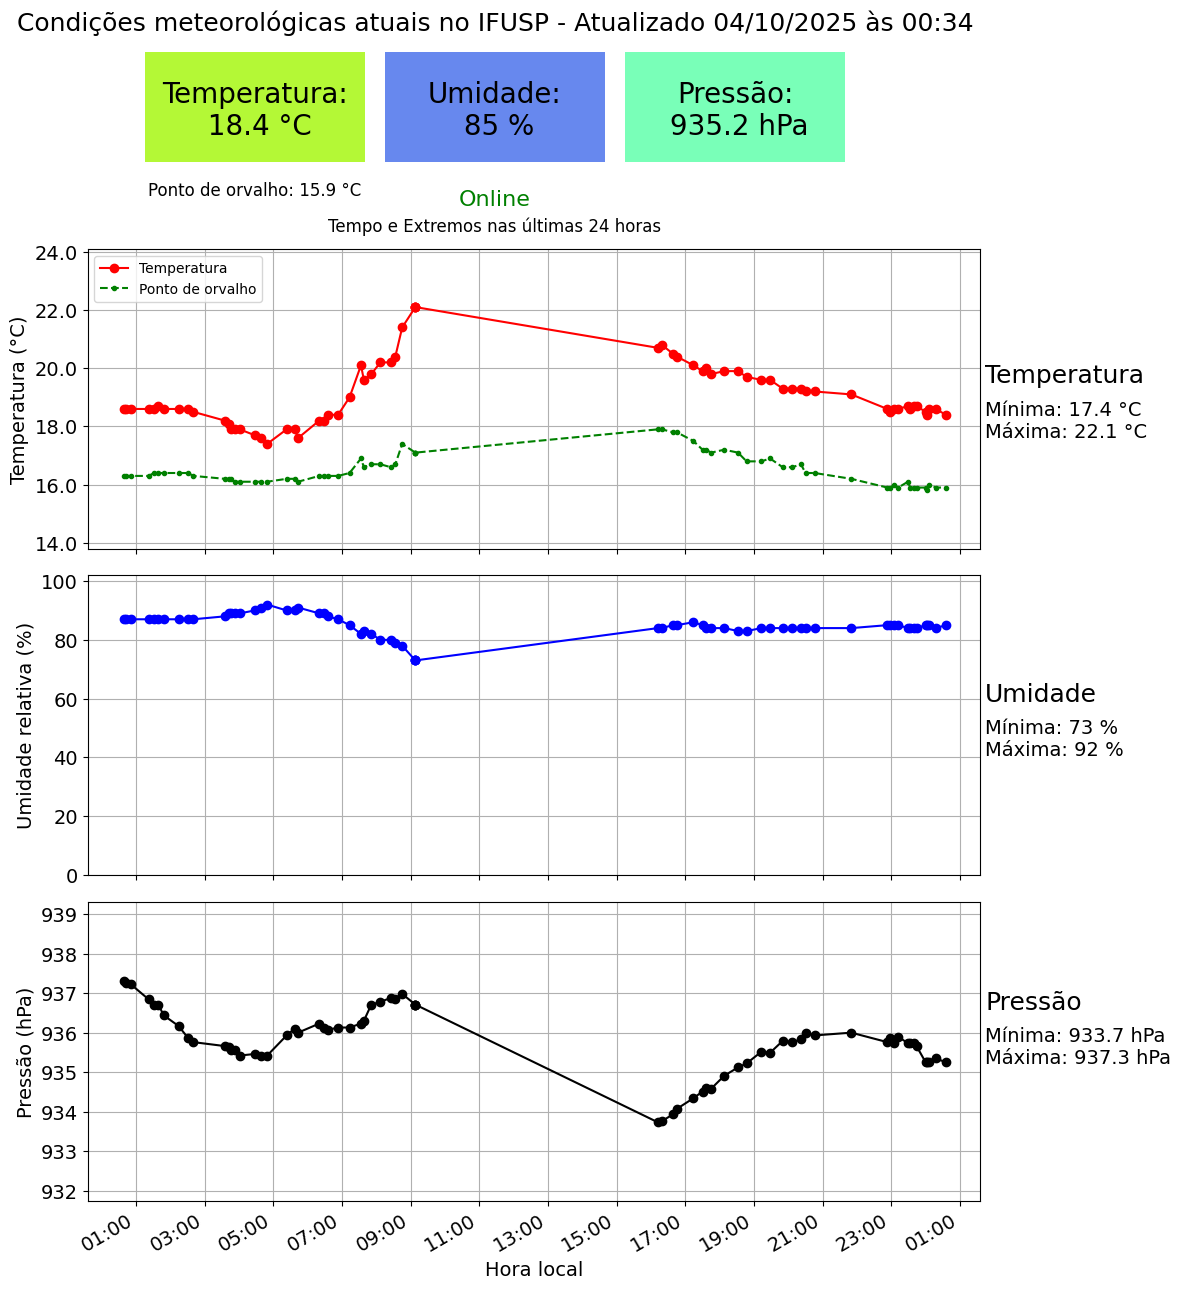 Condições meteorológicas atuais no IFUSP - Atualizado 04/10/2025 às 00:34
Temperatura:
18.4 °C
Umidade:
85 %
Pressão:
935.2 hPa
Ponto de orvalho: 15.9 °C
Online
Tempo e Extremos nas últimas 24 horas
Temperatura (°C)
24.0
22.0
20.0
18.0
16.0
14.0
Temperatura
Ponto de orvalho
Temperatura
Mínima: 17.4 °C
Máxima: 22.1 °C
Umidade relativa (%)
100
80
60
40
20
0
Umidade
Mínima: 73 %
Máxima: 92 %
Pressão (hPa)
939
938
937
936
935
934
933
932
Pressão
Mínima: 933.7 hPa
Máxima: 937.3 hPa
01:00 03:00 05:00 07:00 09:00 11:00 13:00 15:00 17:00 19:00 21:00 23:00 01:00
Hora local